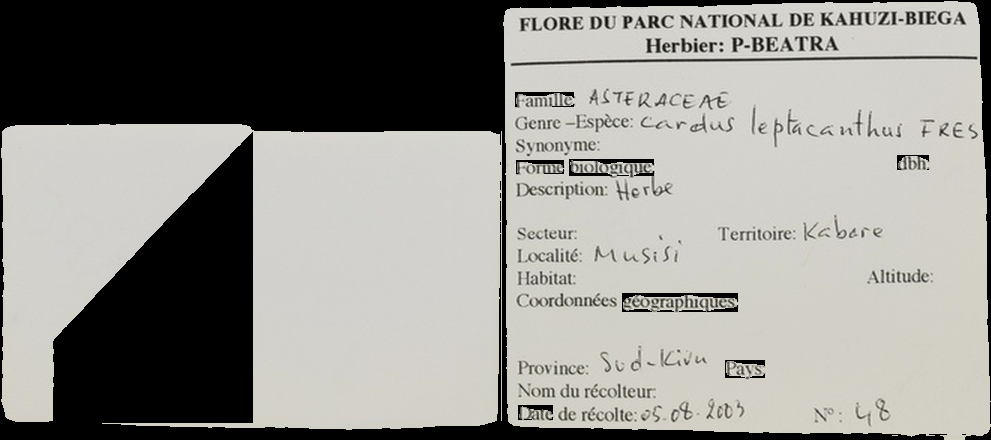 FLORE DU PARC NATIONAL DE KAHUZI-BIEGA
Herbier: P-BEATRA
Famille ASTERACEAE
Genre –Espèce: Cardus leptacanthus FRES
Synonyme:
Forme biologique dbh:
Description: Herbe
Secteur: Territoire: Kabare
Localité: Musisi
Habitat: Altitude:
Coordonnées géographiques
Province: Sud-Kivu Pays
Nom du récolteur:
Date de récolte: 05.08.2003 N°: 48